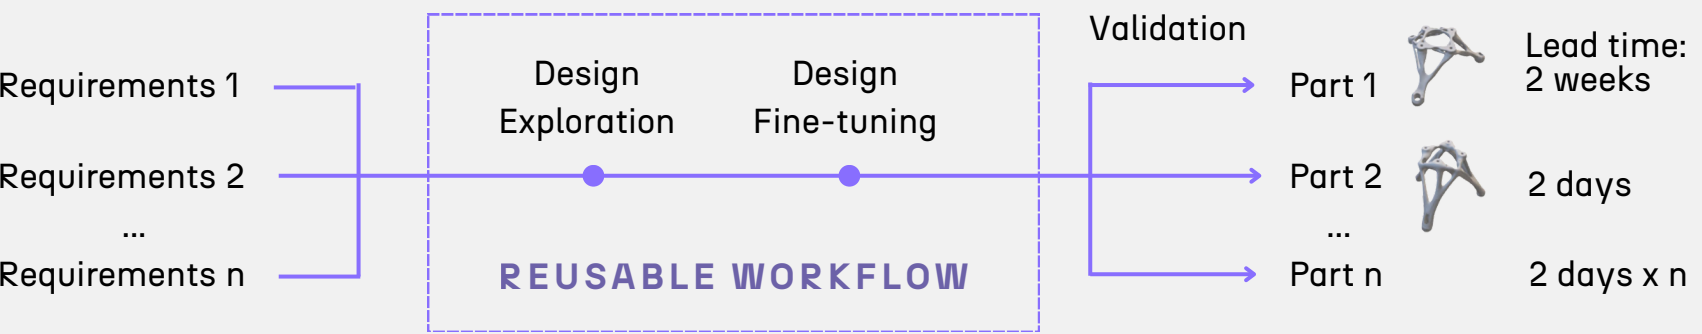 Validation
Requirements 1
Design
Exploration
Design
Fine-tuning
Part 1
Lead time:
2 weeks
Requirements 2
Part 2
2 days
...
...
Requirements n
REUSABLE WORKFLOW
Part n
2 days x n